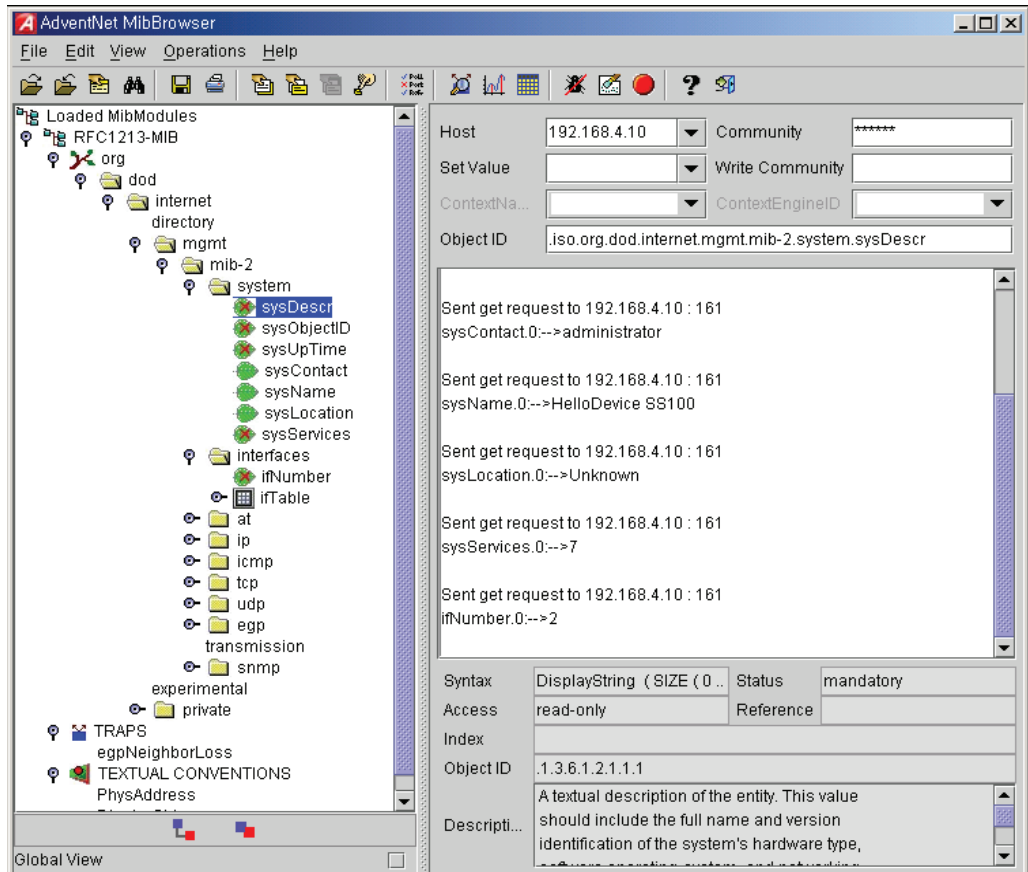 AdventNet MibBrowser
File Edit View Operations Help
Loaded MibModules
RFC1213-MIB
org
dod
internet
directory
mgmt
mib-2
system
sysDescr
sysObjectID
sysUpTime
sysContact
sysName
sysLocation
sysServices
interfaces
ifNumber
ifTable
at
ip
icmp
tcp
udp
egp
transmission
snmp
experimental
private
TRAPS
egpNeighborLoss
TEXTUAL CONVENTIONS
PhysAddress
Global View
Host 192.168.4.10 Community ******
Set Value Write Community
ContextNa... ContextEngineID
Object ID .iso.org.dod.internet.mgmt.mib-2.system.sysDescr
Sent get request to 192.168.4.10 : 161
sysContact.0:-->administrator
Sent get request to 192.168.4.10 : 161
sysName.0:-->HelloDevice SS100
Sent get request to 192.168.4.10 : 161
sysLocation.0:-->Unknown
Sent get request to 192.168.4.10 : 161
sysServices.0:-->7
Sent get request to 192.168.4.10 : 161
ifNumber.0:-->2
Syntax DisplayString ( SIZE ( 0 .. Status mandatory
Access read-only Reference
Index
Object ID .1.3.6.1.2.1.1.1
Descripti... A textual description of the entity. This value
should include the full name and version
identification of the system's hardware type,